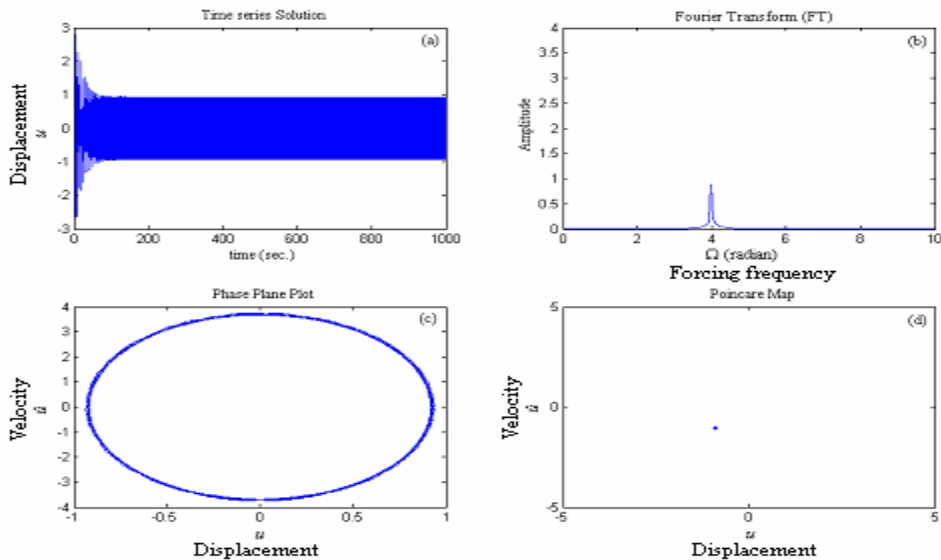 Time series Solution
(a)
3
2
1
0
-1
-2
-3
0
200
400
600
800
1000
time (sec.)
Displacement
u
Fourier Transform (FT)
(b)
4
3.5
3
2.5
2
1.5
1
0.5
0
0
2
4
6
8
10
Amplitude
Ω (radian)
Forcing frequency
Phase Plane Plot
(c)
4
3
2
1
0
-1
-2
-3
-4
-1
-0.5
0
0.5
1
Velocity
u̇
u
Displacement
Poincare Map
(d)
5
0
-5
-5
0
5
Velocity
u̇
u
Displacement